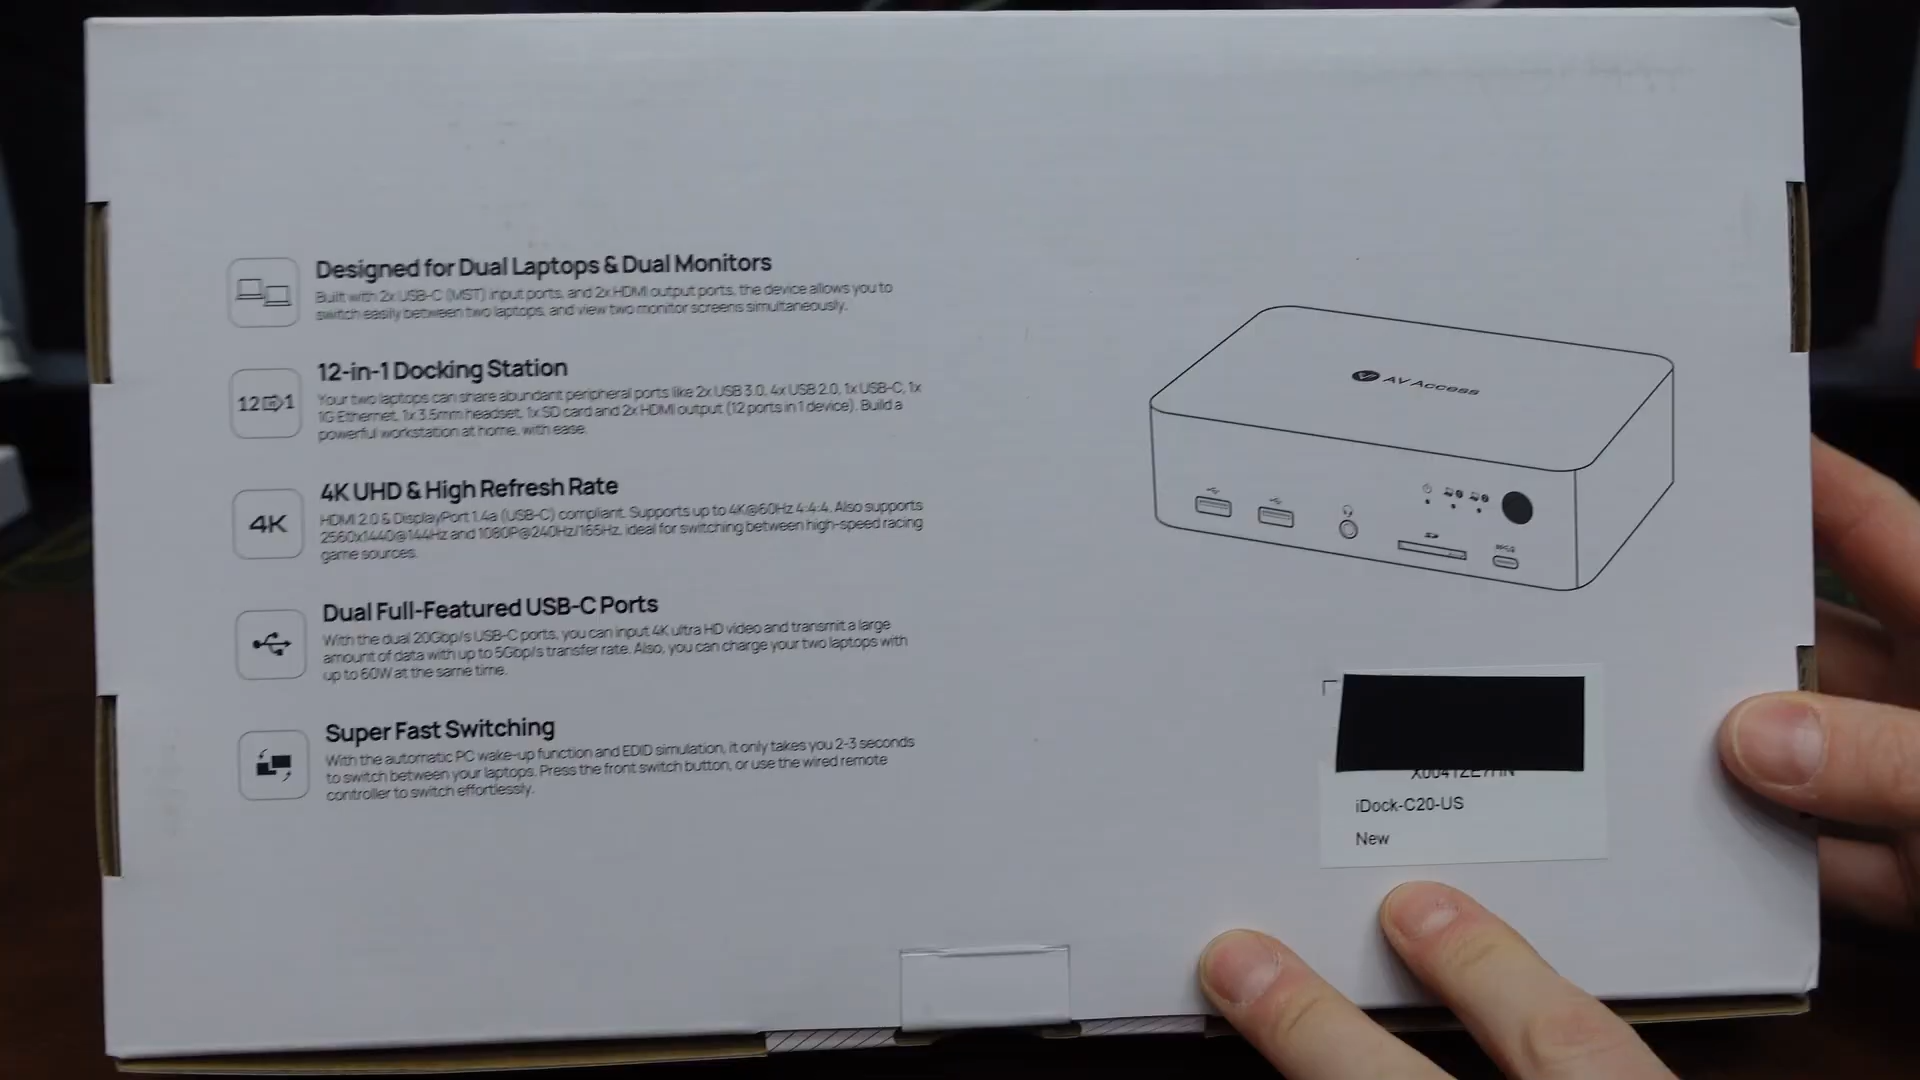 Designed for Dual Laptops & Dual Monitors
Built with 2x USB-C (MST) input ports, and 2x HDMI output ports, the device allows you to
switch easily between two laptops, and view two monitor screens simultaneously.
12-in-1 Docking Station
12 1
Your two laptops can share abundant peripheral ports like 2x USB 3.0, 4x USB 2.0, 1x USB-C, 1x
1G Ethernet, 1x 3.5mm headset, 1x SD card and 2x HDMI output (12 ports in 1 device). Build a
powerful workstation at home, with ease.
4K UHD & High Refresh Rate
4K
HDMI 2.0 & DisplayPort 1.4a (USB-C) compliant. Supports up to 4K@60Hz 4:4:4. Also supports
2560x1440@144Hz and 1080P@240Hz/165Hz, ideal for switching between high-speed racing
game sources.
Dual Full-Featured USB-C Ports
With the dual 20Gbp/s USB-C ports, you can input 4K ultra HD video and transmit a large
amount of data with up to 5Gbp/s transfer rate. Also, you can charge your two laptops with
up to 60W at the same time.
Super Fast Switching
With the automatic PC wake-up function and EDID simulation, it only takes you 2-3 seconds
to switch between your laptops. Press the front switch button, or use the wired remote
controller to switch effortlessly.
AV Access
iDock-C20-US
New